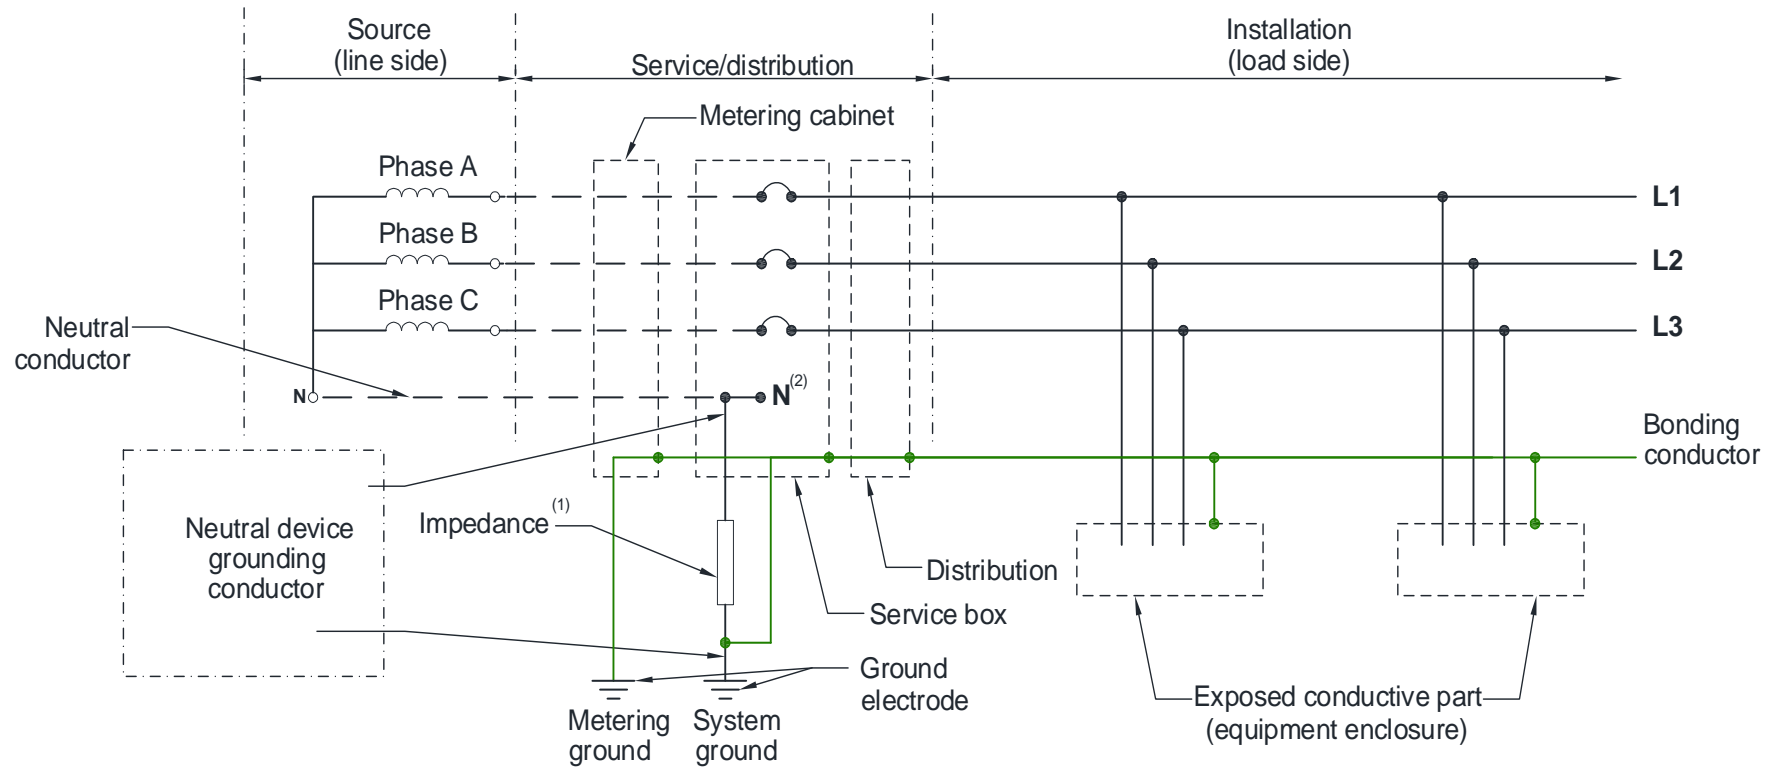 Source
(line side)
Service/distribution
Installation
(load side)
Metering cabinet
Phase A
L1
Phase B
L2
Phase C
L3
Neutral
conductor
N
N(2)
Bonding
conductor
Neutral device
grounding
conductor
Impedance(1)
Distribution
Service box
Ground
electrode
Metering
ground
System
ground
Exposed conductive part
(equipment enclosure)